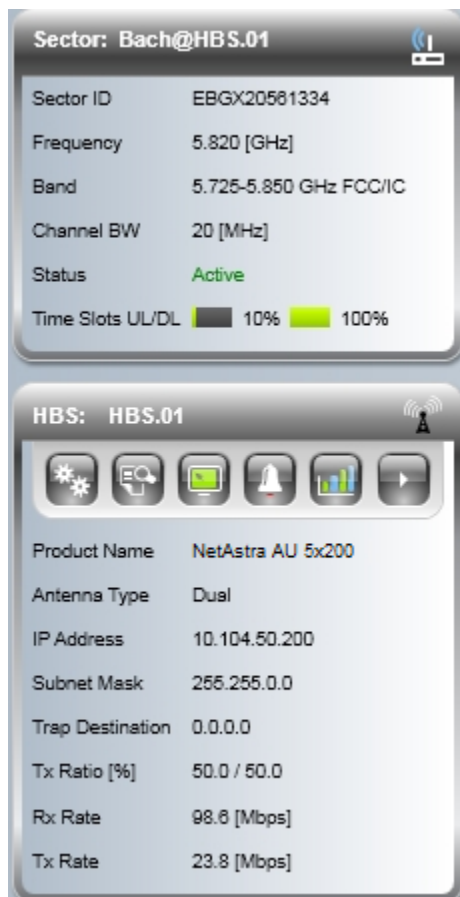 Sector: Bach@HBS.01
Sector ID EBGX20561334
Frequency 5.820 [GHz]
Band 5.725-5.850 GHz FCC/IC
Channel BW 20 [MHz]
Status Active
Time Slots UL/DL 10% 100%
HBS: HBS.01
Product Name NetAstra AU 5x200
Antenna Type Dual
IP Address 10.104.50.200
Subnet Mask 255.255.0.0
Trap Destination 0.0.0.0
Tx Ratio [%] 50.0 / 50.0
Rx Rate 98.6 [Mbps]
Tx Rate 23.8 [Mbps]